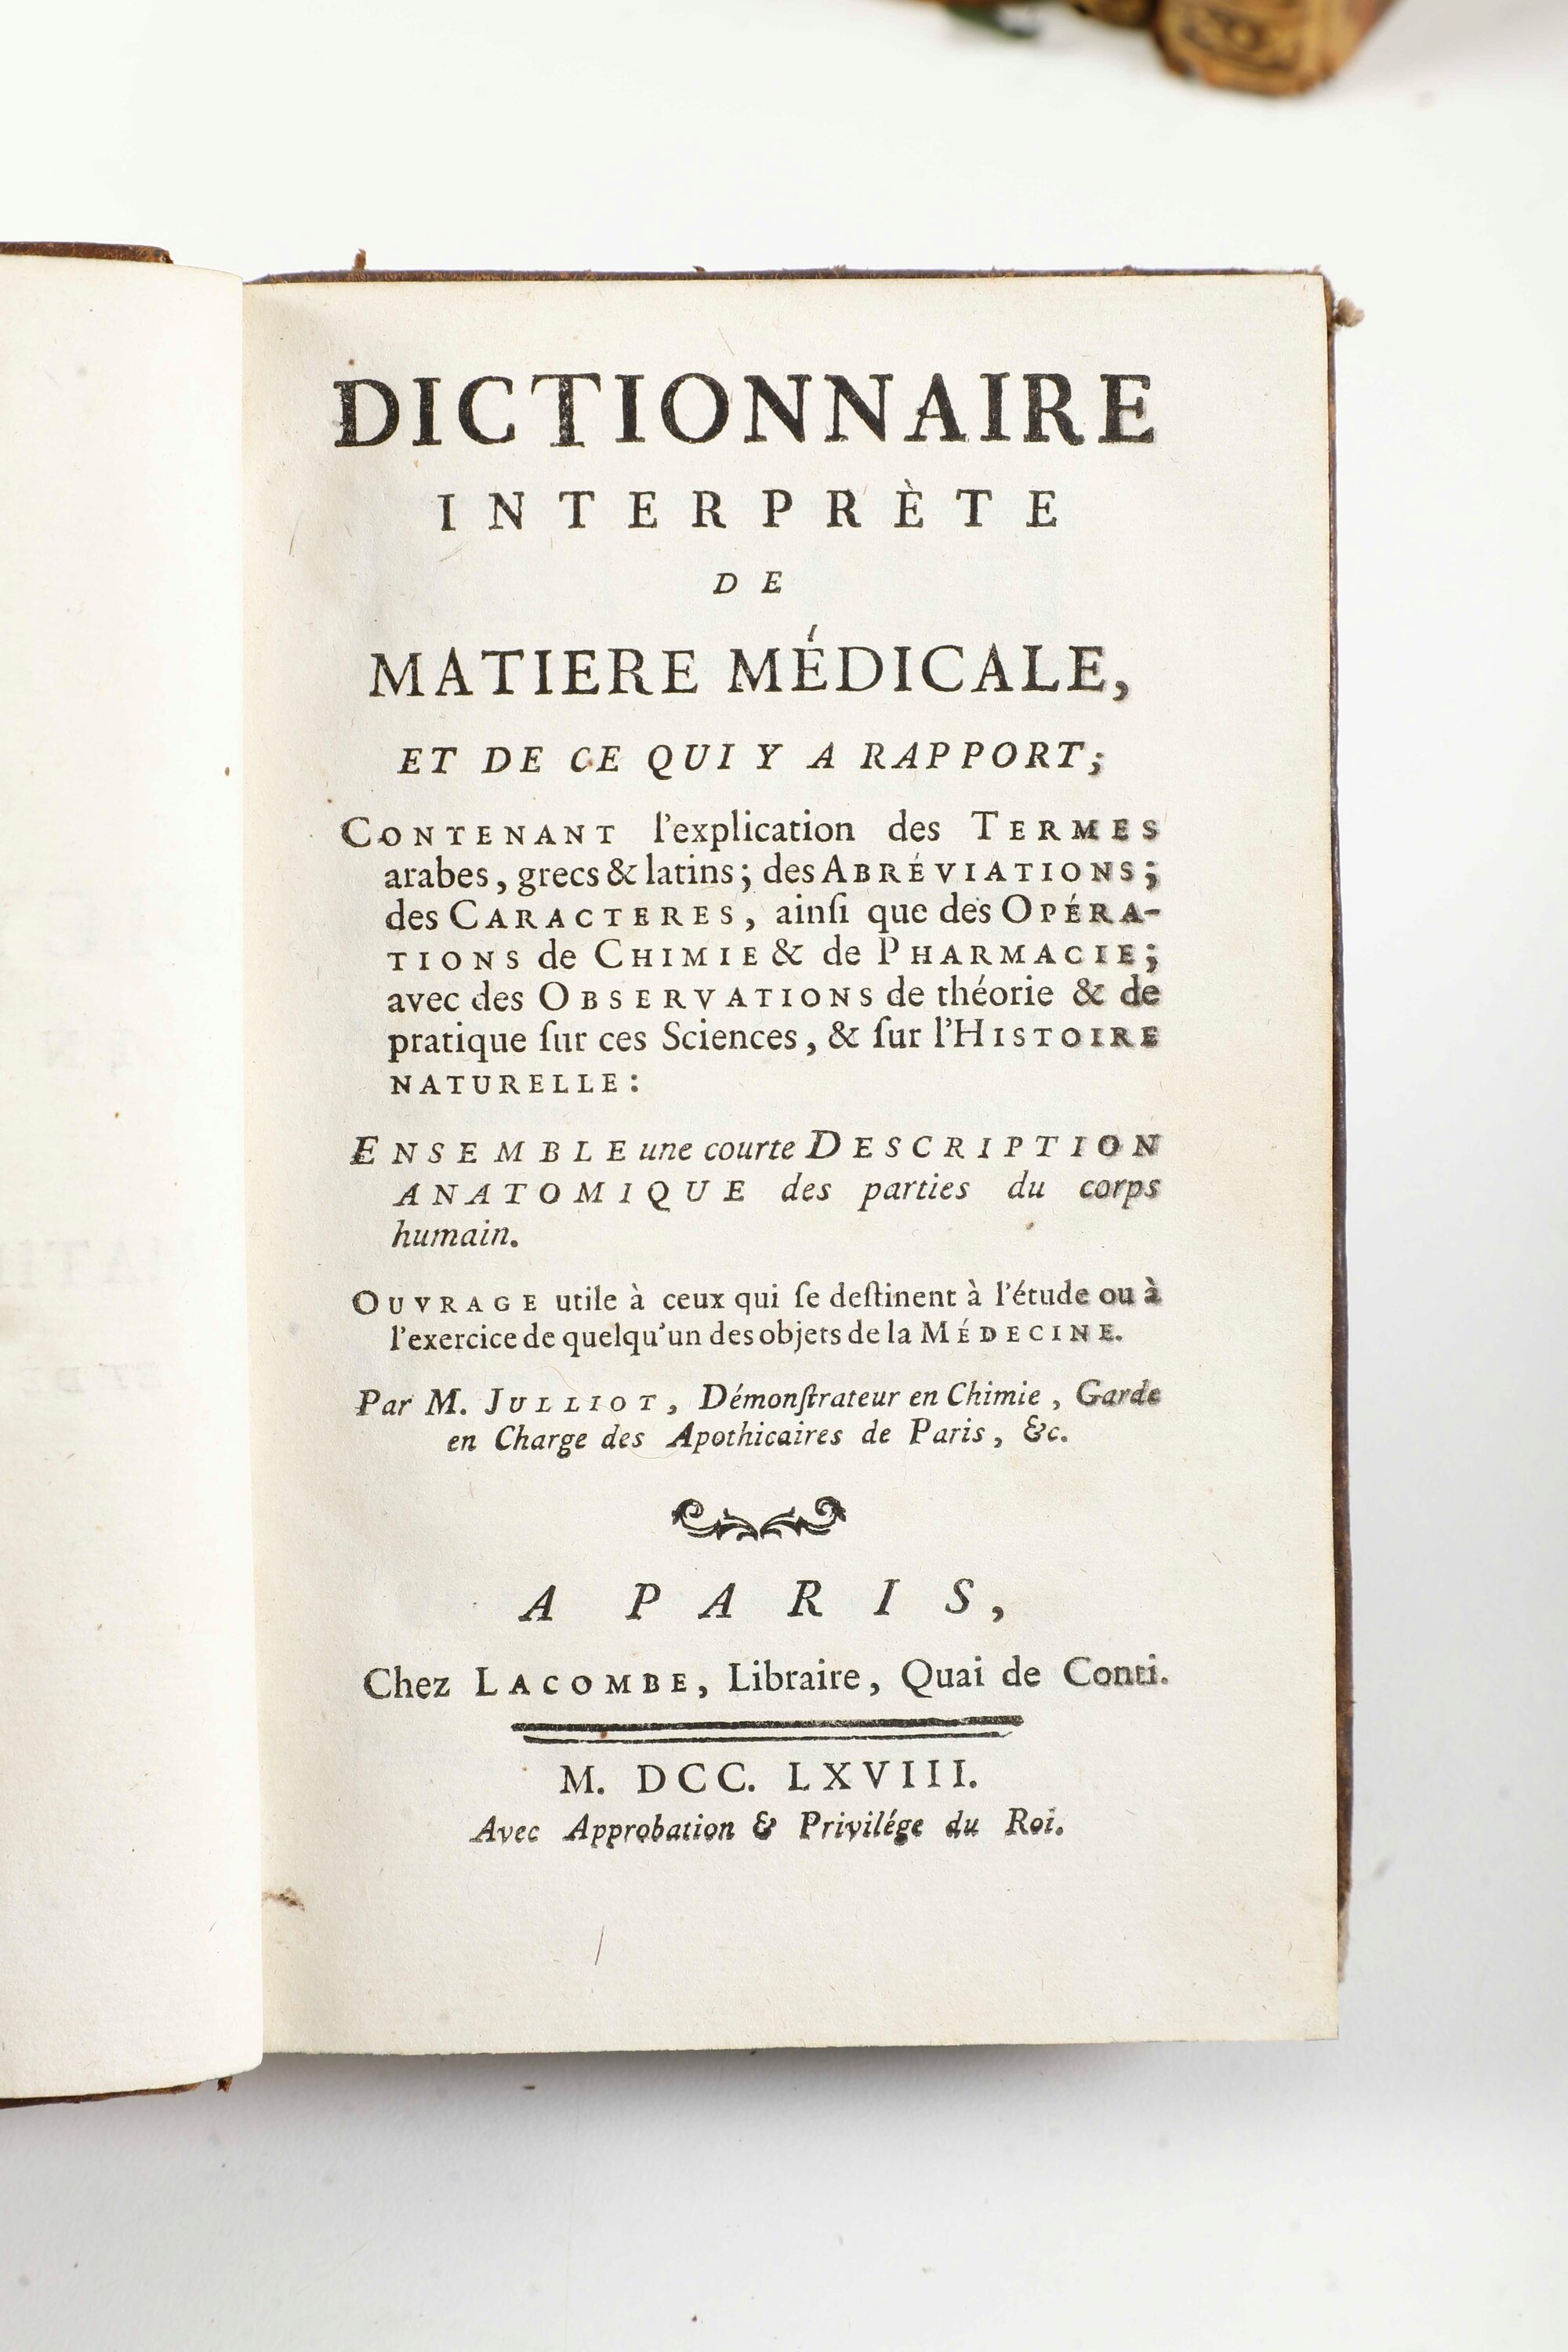 DICTIONNAIRE
INTERPRÈTE
DE
MATIERE MÉDICALE,
ET DE CE QUI Y A RAPPORT;
CONTENANT l'explication des TERMES
arabes, grecs & latins; des ABRÉVIATIONS;
des CARACTERES, ainſi que des OPÉRA-
TIONS de CHIMIE & de PHARMACIE;
avec des OBSERVATIONS de théorie & de
pratique ſur ces Sciences, & ſur l'HISTOIRE
NATURELLE:
ENSEMBLE une courte DESCRIPTION
ANATOMIQUE des parties du corps
humain.
OUVRAGE utile à ceux qui ſe deſtinent à l'étude ou à
l'exercice de quelqu'un des objets de la MÉDECINE.
Par M. JULLIOT, Démonſtrateur en Chimie, Garde
en Charge des Apothicaires de Paris, &c.
A PARIS,
Chez LACOMBE, Libraire, Quai de Conti.
M. DCC. LXVIII.
Avec Approbation & Privilége du Roi.